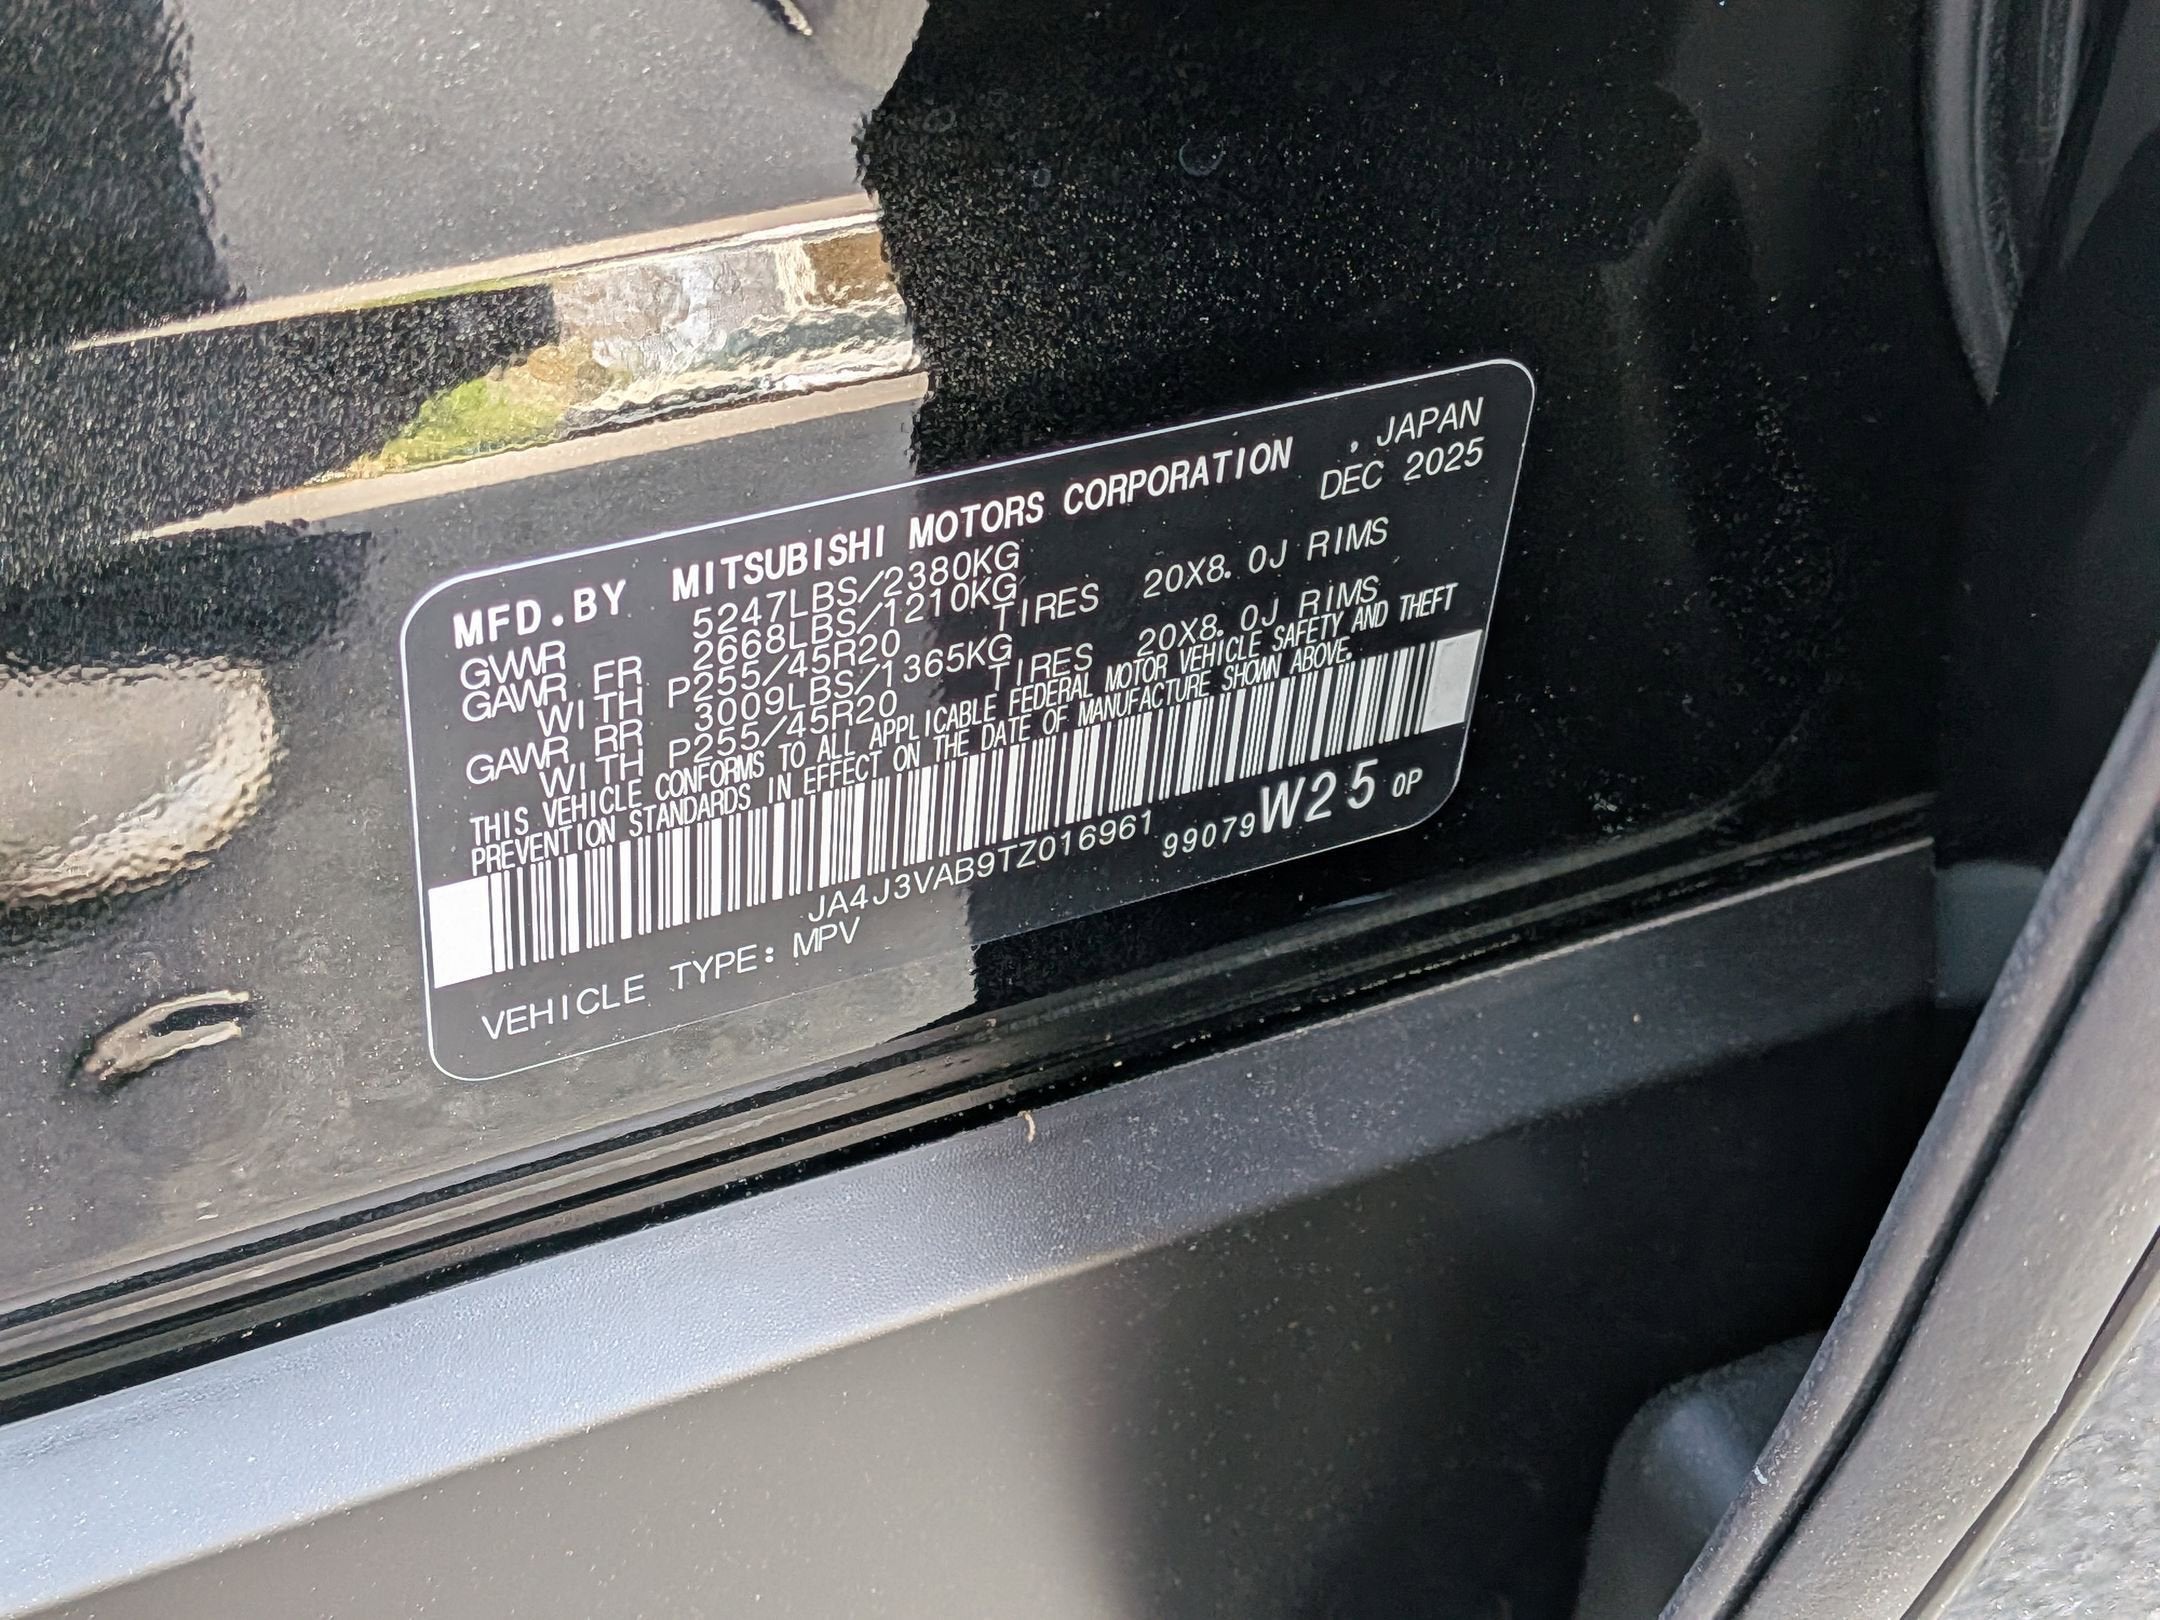 MFD.BY MITSUBISHI MOTORS CORPORATION , JAPAN
DEC 2025
GVWR 5247LBS/2380KG
GAWR FR 2668LBS/1210KG
WITH P255/45R20 TIRES 20X8.0J RIMS
GAWR RR 3009LBS/1365KG
WITH P255/45R20 TIRES 20X8.0J RIMS
THIS VEHICLE CONFORMS TO ALL APPLICABLE FEDERAL MOTOR VEHICLE SAFETY AND THEFT
PREVENTION STANDARDS IN EFFECT ON THE DATE OF MANUFACTURE SHOWN ABOVE.
JA4J3VAB9TZ016961 99079W25 OP
VEHICLE TYPE: MPV